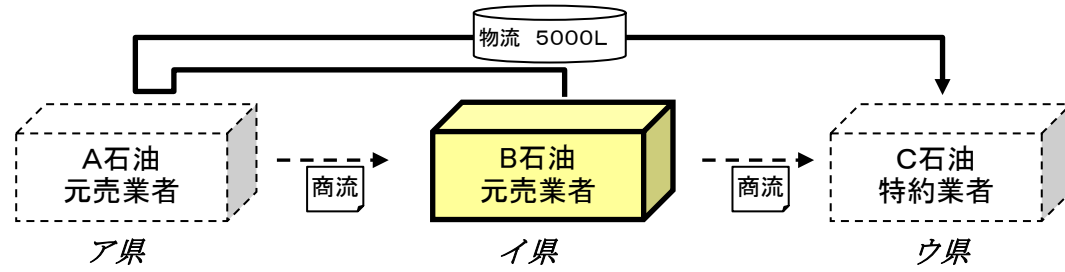 物流 5000L
A石油
元売業者
商流
B石油
元売業者
商流
C石油
特約業者
ア県
イ県
ウ県